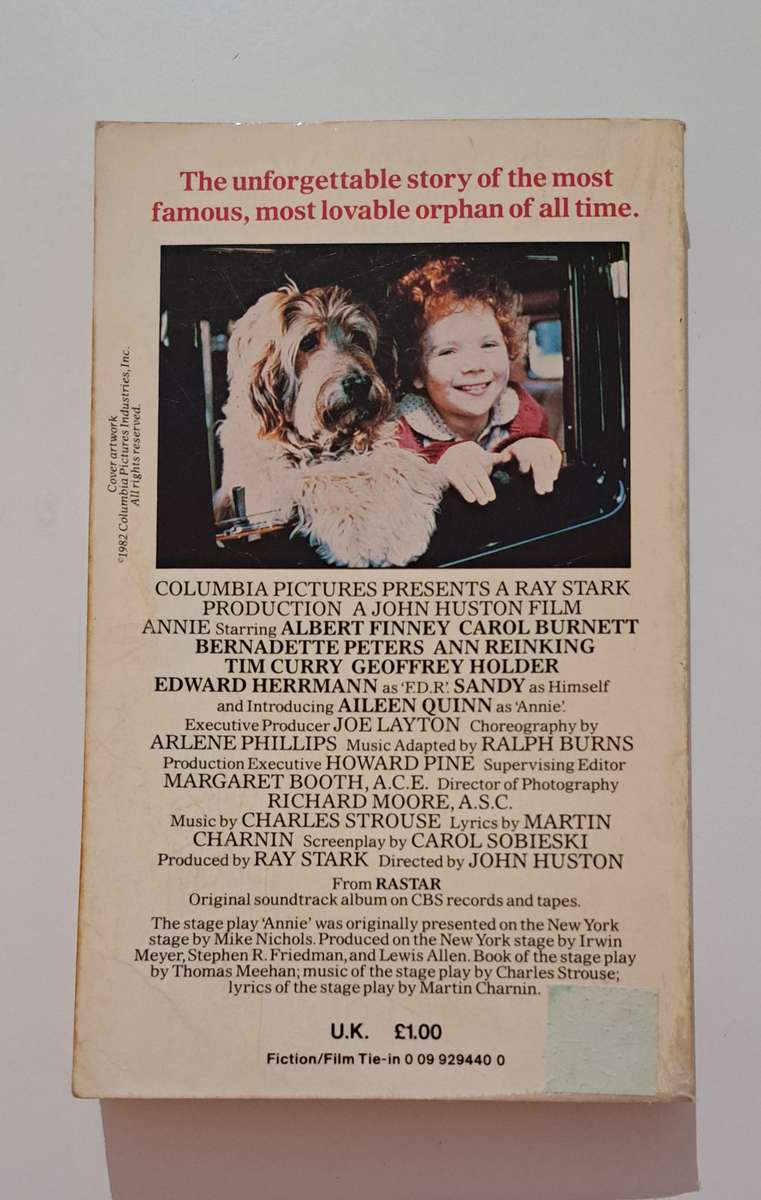 The unforgettable story of the most
famous, most lovable orphan of all time.
Cover artwork
©1982 Columbia Pictures Industries, Inc.
All rights reserved.
COLUMBIA PICTURES PRESENTS A RAY STARK
PRODUCTION A JOHN HUSTON FILM
ANNIE Starring ALBERT FINNEY CAROL BURNETT
BERNADETTE PETERS ANN REINKING
TIM CURRY GEOFFREY HOLDER
EDWARD HERRMANN as 'F.D.R'. SANDY as Himself
and Introducing AILEEN QUINN as 'Annie'.
Executive Producer JOE LAYTON Choreography by
ARLENE PHILLIPS Music Adapted by RALPH BURNS
Production Executive HOWARD PINE Supervising Editor
MARGARET BOOTH, A.C.E. Director of Photography
RICHARD MOORE, A.S.C.
Music by CHARLES STROUSE Lyrics by MARTIN
CHARNIN Screenplay by CAROL SOBIESKI
Produced by RAY STARK Directed by JOHN HUSTON
From RASTAR
Original soundtrack album on CBS records and tapes.
The stage play 'Annie' was originally presented on the New York
stage by Mike Nichols. Produced on the New York stage by Irwin
Meyer, Stephen R. Friedman, and Lewis Allen. Book of the stage play
by Thomas Meehan; music of the stage play by Charles Strouse;
lyrics of the stage play by Martin Charnin.
U.K. £1.00
Fiction/Film Tie-in 0 09 929440 0